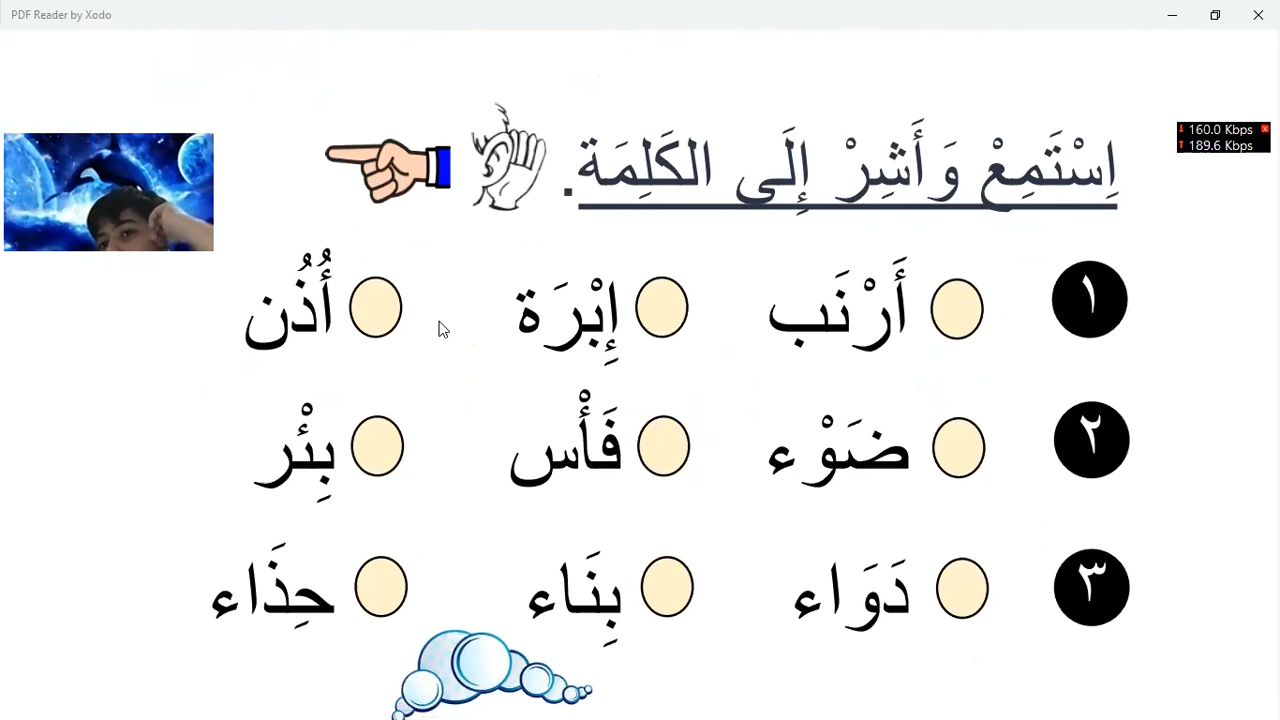 PDF Reader by Xodo
160.0 Kbps
189.6 Kbps
اِسْتَمِعْ وَأَشِرْ إِلَى الكَلِمَة.
١ أَرْنَب إِبْرَة أُذُن
٢ ضَوْء فَأْس بِئْر
٣ دَوَاء بِنَاء حِذَاء